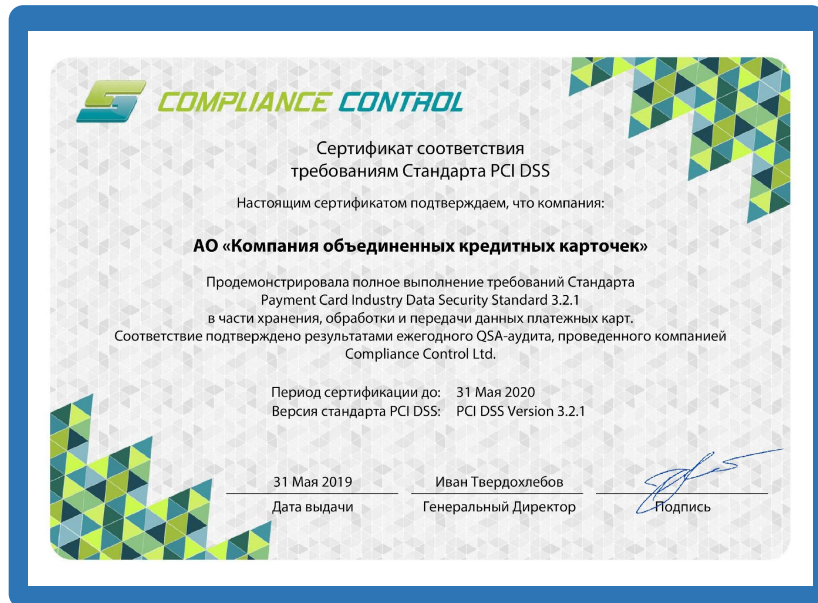 COMPLIANCE CONTROL
Сертификат соответствия
требованиям Стандарта PCI DSS
Настоящим сертификатом подтверждаем, что компания:
АО «Компания объединенных кредитных карточек»
Продемонстрировала полное выполнение требований Стандарта
Payment Card Industry Data Security Standard 3.2.1
в части хранения, обработки и передачи данных платежных карт.
Соответствие подтверждено результатами ежегодного QSA-аудита, проведенного компанией
Compliance Control Ltd.
Период сертификации до: 31 Мая 2020
Версия стандарта PCI DSS: PCI DSS Version 3.2.1
31 Мая 2019 Иван Твердохлебов
Дата выдачи Генеральный Директор Подпись